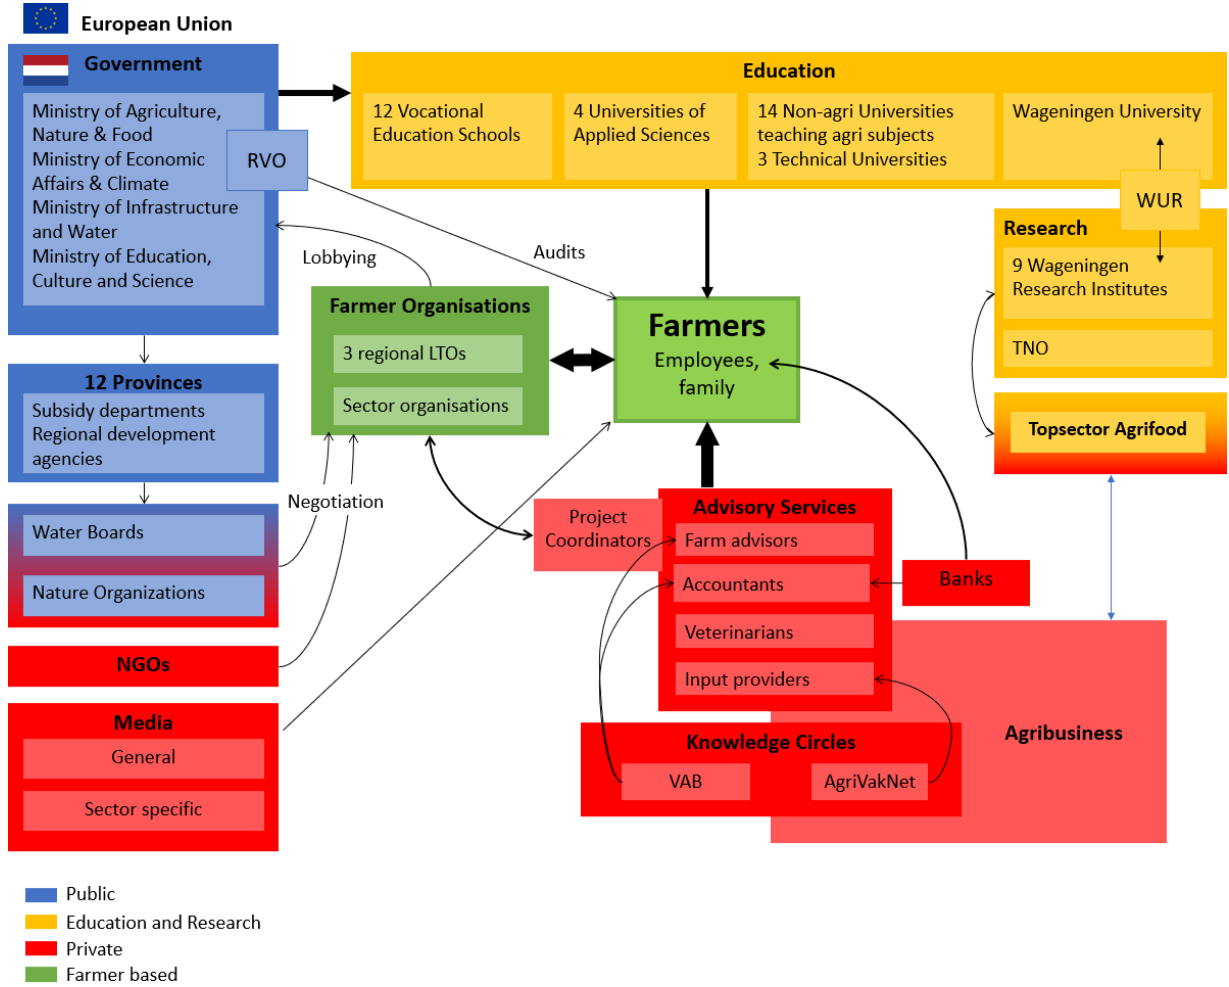 European Union
Government
Ministry of Agriculture,
Nature & Food
Ministry of Economic
Affairs & Climate
Ministry of Infrastructure
and Water
Ministry of Education,
Culture and Science
RVO
Education
12 Vocational
Education Schools
4 Universities of
Applied Sciences
14 Non-agri Universities
teaching agri subjects
3 Technical Universities
Wageningen University
WUR
Research
9 Wageningen
Research Institutes
TNO
Topsector Agrifood
Lobbying
Audits
Farmer Organisations
3 regional LTOs
Sector organisations
Farmers
Employees,
family
12 Provinces
Subsidy departments
Regional development
agencies
Negotiation
Water Boards
Nature Organizations
NGOs
Media
General
Sector specific
Project
Coordinators
Advisory Services
Farm advisors
Accountants
Veterinarians
Input providers
Banks
Agribusiness
Knowledge Circles
VAB
AgriVakNet
Public
Education and Research
Private
Farmer based